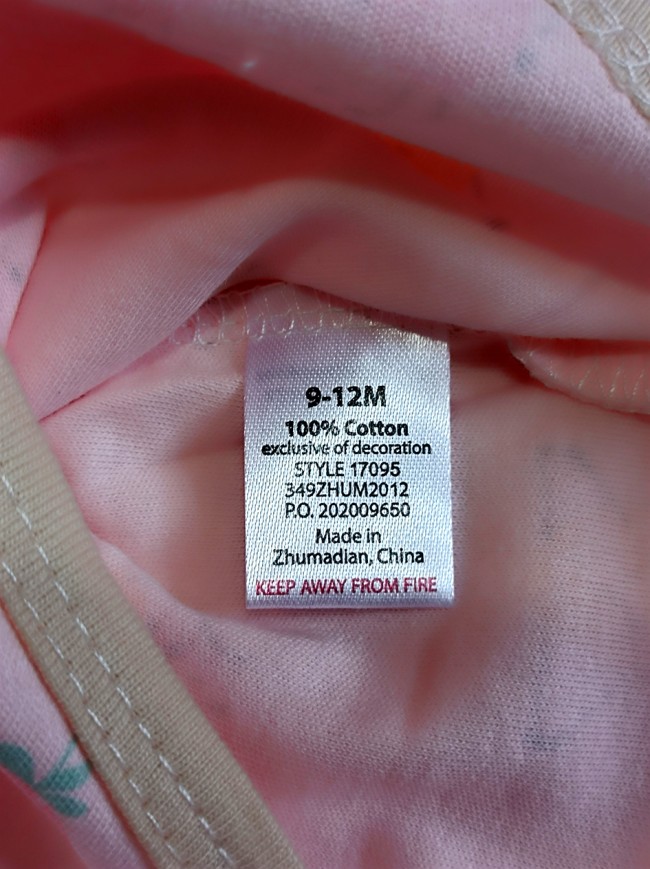 9-12M
100% Cotton
exclusive of decoration
STYLE 17095
349ZHUM2012
P.O. 202009650
Made in
Zhumadian, China
KEEP AWAY FROM FIRE